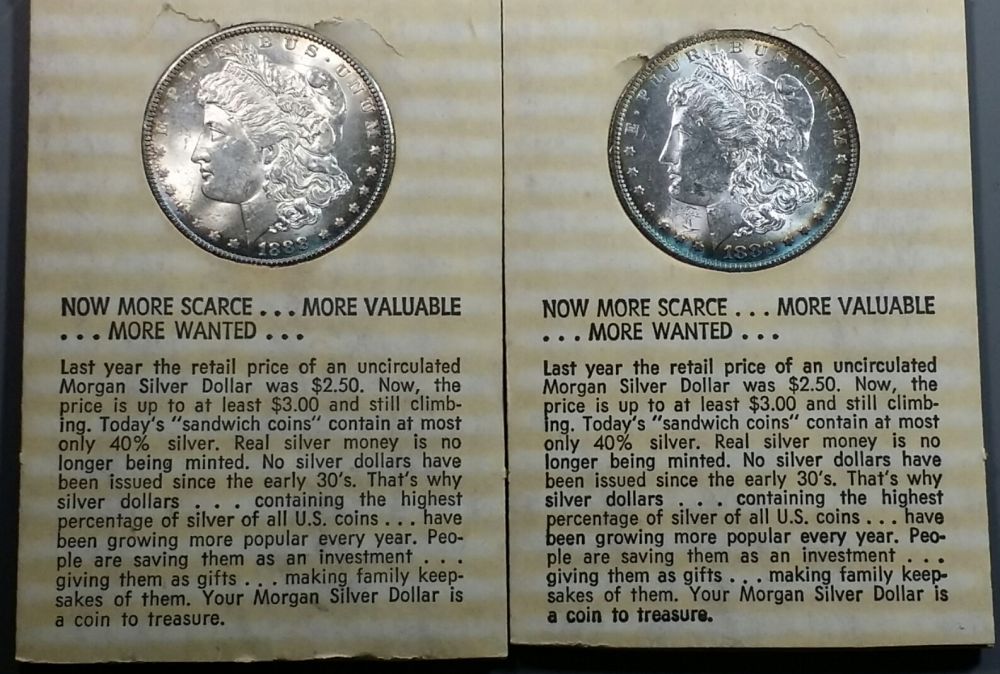 E·PLURIBUS·UNUM
NOW MORE SCARCE . . . MORE VALUABLE
. . . MORE WANTED . . .
Last year the retail price of an uncirculated
Morgan Silver Dollar was $2.50. Now, the
price is up to at least $3.00 and still climb-
ing. Today's "sandwich coins" contain at most
only 40% silver. Real silver money is no
longer being minted. No silver dollars have
been issued since the early 30's. That's why
silver dollars . . . containing the highest
percentage of silver of all U.S. coins . . . have
been growing more popular every year. Peo-
ple are saving them as an investment . . .
giving them as gifts . . . making family keep-
sakes of them. Your Morgan Silver Dollar is
a coin to treasure.
E·PLURIBUS·UNUM
NOW MORE SCARCE . . . MORE VALUABLE
. . . MORE WANTED . . .
Last year the retail price of an uncirculated
Morgan Silver Dollar was $2.50. Now, the
price is up to at least $3.00 and still climb-
ing. Today's "sandwich coins" contain at most
only 40% silver. Real silver money is no
longer being minted. No silver dollars have
been issued since the early 30's. That's why
silver dollars . . . containing the highest
percentage of silver of all U.S. coins . . . have
been growing more popular every year. Peo-
ple are saving them as an investment . . .
giving them as gifts . . . making family keep-
sakes of them. Your Morgan Silver Dollar is
a coin to treasure.